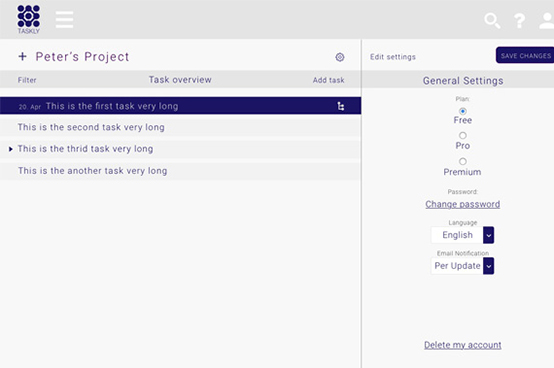 TASKLY
?
+ Peter's Project
Filter Task overview Add task
20. Apr This is the first task very long
This is the second task very long
This is the thrid task very long
This is the another task very long
Edit settings SAVE CHANGES
General Settings
Plan:
Free
Pro
Premium
Password:
Change password
Language
English
Email Notification
Per Update
Delete my account